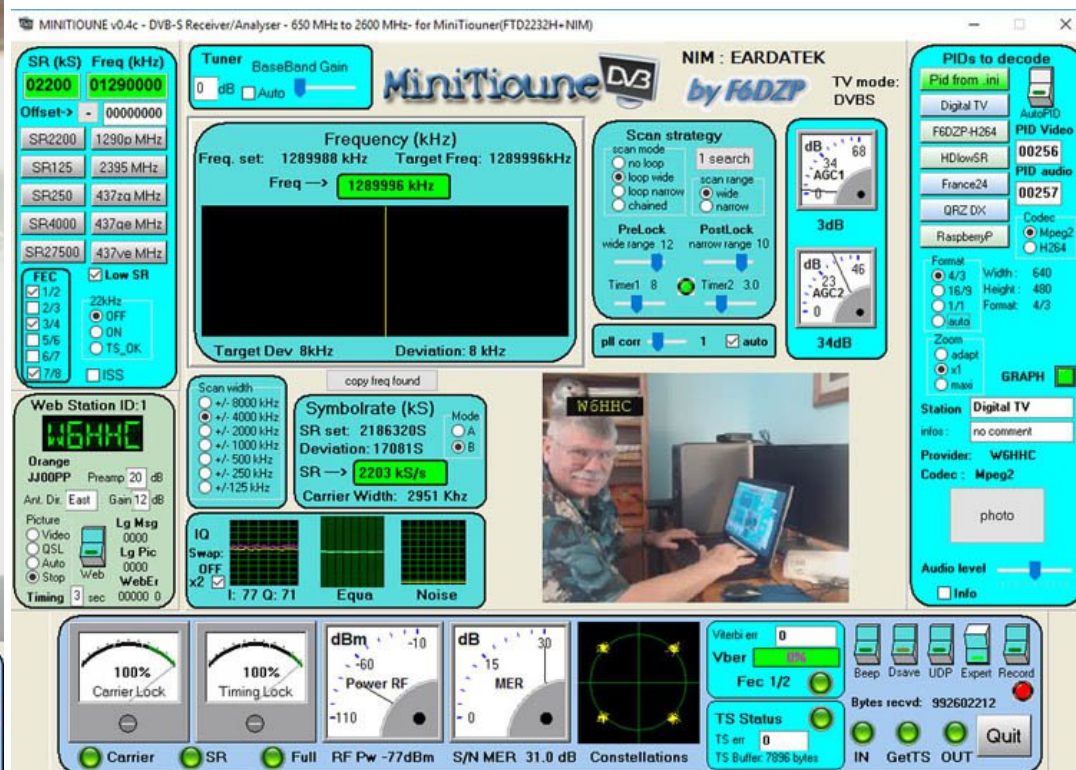 MINITIOUNE v0.4c - DVB-S Receiver/Analyser - 650 MHz to 2600 MHz- for MiniTiouner(FTD2232H+NIM)
SR (kS) Freq (kHz)
02200 01290000
Offset-> - 00000000
SR2200 1290p MHz
SR125 2395 MHz
SR250 437zq MHz
SR4000 437qe MHz
SR27500 437ve MHz
FEC
1/2
2/3
3/4
5/6
6/7
7/8
Low SR
22kHz
OFF
ON
TS_OK
ISS
Tuner
BaseBand Gain
0 dB Auto
MiniTioune DVB
by F6DZP
NIM : EARDATEK
TV mode:
DVBS
Frequency (kHz)
Freq. set: 1289988 kHz Target Freq: 1289996kHz
Freq --> 1289996 kHz
Target Dev 8kHz Deviation: 8 kHz
Scan strategy
scan mode
no loop
loop wide
loop narrow
chained
1 search
scan range
wide
narrow
PreLock PostLock
wide range 12 narrow range 10
Timer1 8 Timer2 3.0
pll corr 1 auto
dB 68
34
AGC1
0
3dB
dB 46
23
AGC2
0
34dB
PIDs to decode
Pid from .ini
Digital TV
F6DZP-H264
HDlowSR
France24
QRZ DX
RaspberryP
AutoPID
PID Video
00256
PID audio
00257
Codec
Mpeg2
H264
Format
4/3
16/9
1/1
auto
Width : 640
Height : 480
Format: 4/3
Zoom
adapt
x1
maxi
GRAPH
Station Digital TV
infos : no comment
Provider: W6HHC
Codec : Mpeg2
photo
Audio level
Info
Web Station ID:1
W6HHC
Orange
JJ00PP Preamp 20 dB
Ant. Dir. East Gain 12 dB
Picture
Video
QSL
Auto
Stop
Web
Lg Msg
0000
Lg Pic
0000
WebEr
00000 0
Timing 3 sec
Scan width
+/- 8000 kHz
+/- 4000 kHz
+/- 2000 kHz
+/- 1000 kHz
+/- 500 kHz
+/- 250 kHz
+/-125 kHz
copy freq found
Symbolrate (kS)
SR set: 2186320S
Deviation: 17081S
SR --> 2203 kS/s
Carrier Width: 2951 Khz
Mode
A
B
IQ
Swap:
OFF
x2
I: 77 Q: 71 Equa Noise
W6HHC
100%
Carrier Lock
100%
Timing Lock
dBm -10
-60
Power RF
-110
dB 30
15
MER
0
Carrier SR Full RF Pw -77dBm S/N MER 31.0 dB Constellations
Viterbi err 0
Vber 0%
Fec 1/2
TS Status
TS err 0
TS Buffer: 7896 bytes
Beep Dsave UDP Expert Record
Bytes recvd: 992602212
IN GetTS OUT
Quit